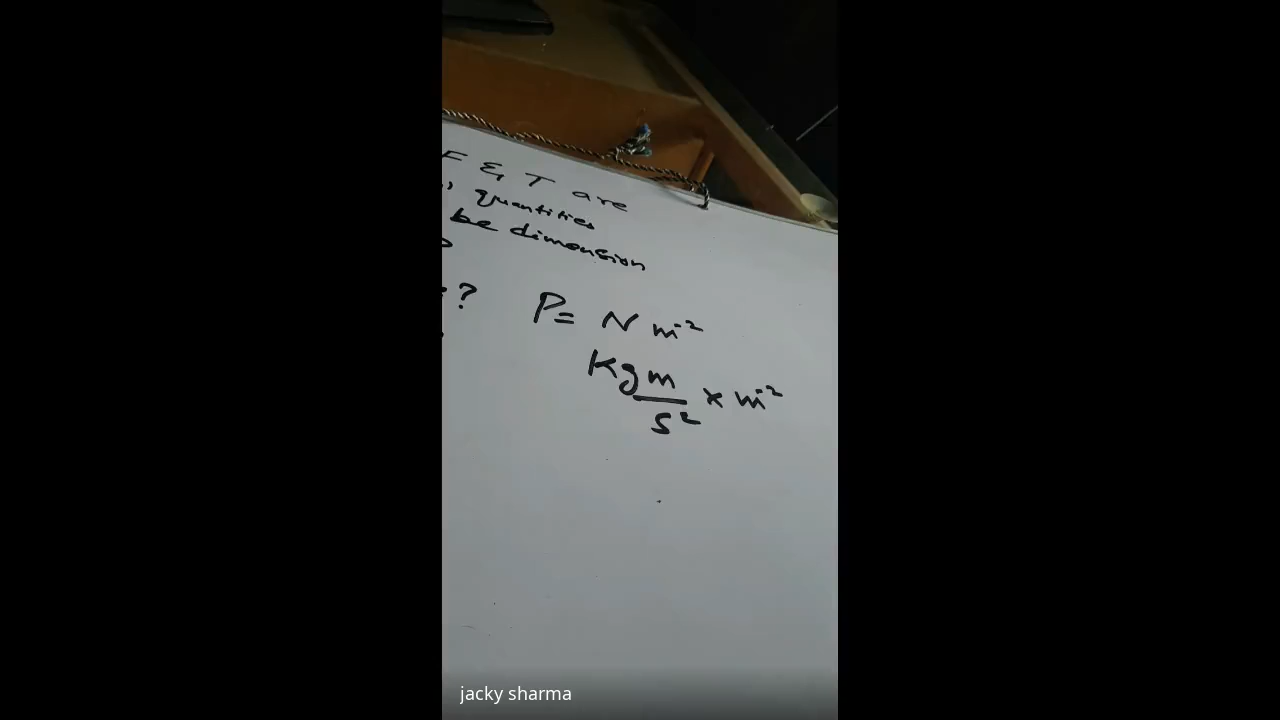 F & T are
quantities
be dimension
?
P = N m⁻²
Kg m / s² × m⁻²
jacky sharma